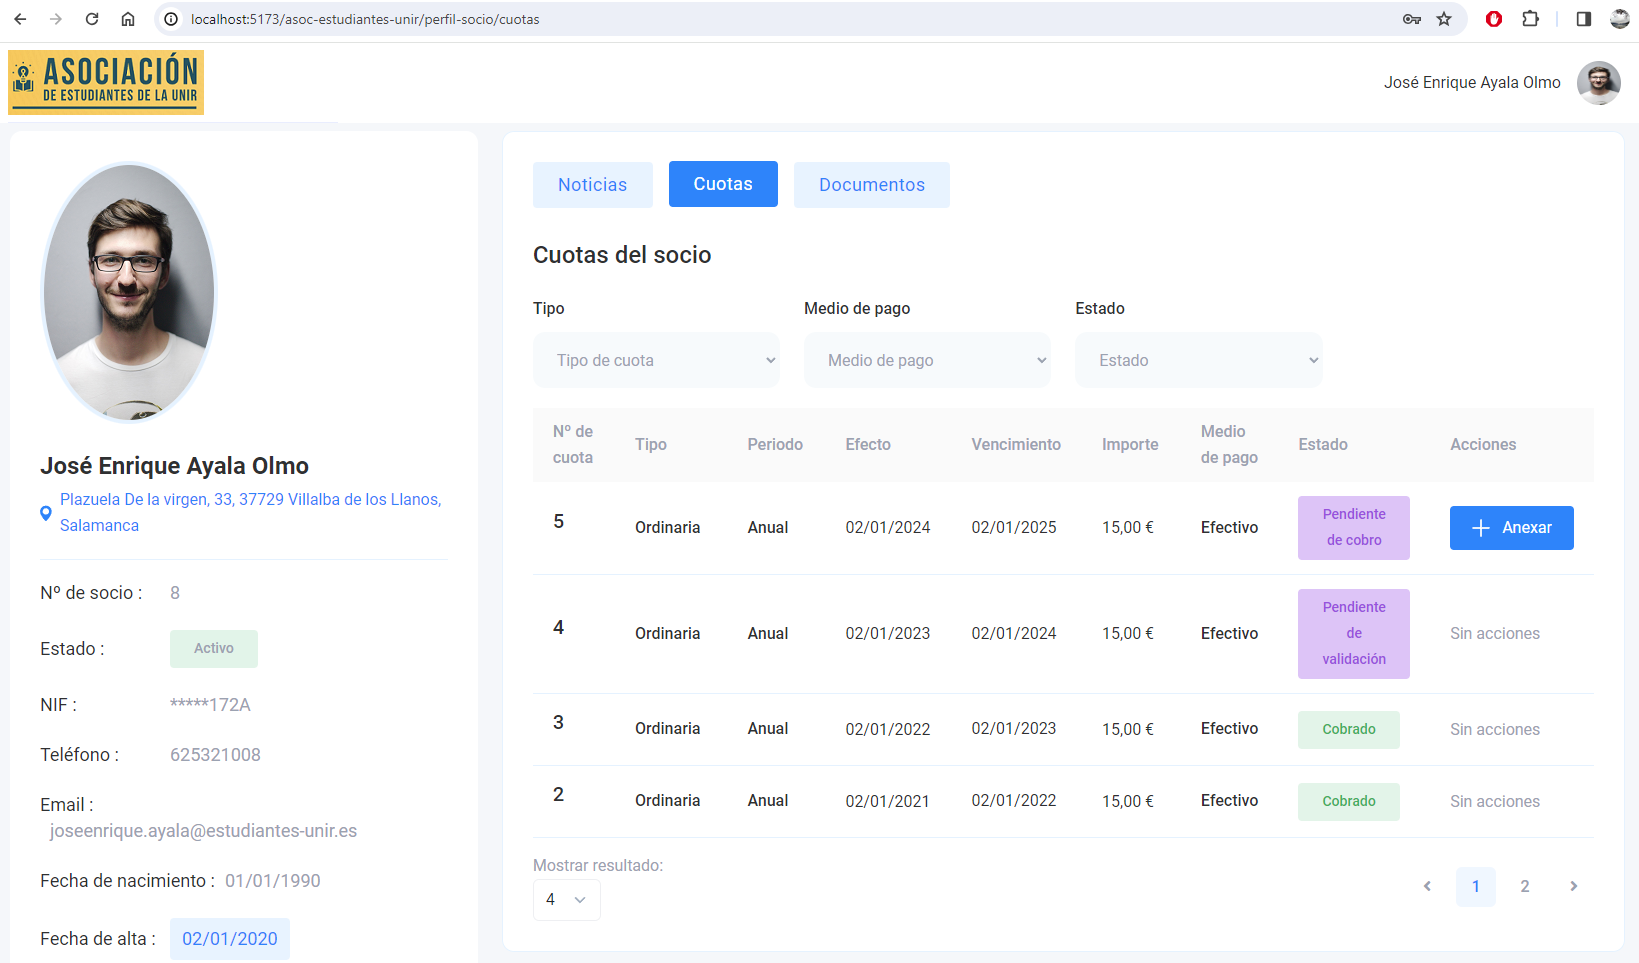 localhost:5173/asoc-estudiantes-unir/perfil-socio/cuotas
ASOCIACIÓN
DE ESTUDIANTES DE LA UNIR
José Enrique Ayala Olmo
José Enrique Ayala Olmo
Plazuela De la virgen, 33, 37729 Villalba de los Llanos,
Salamanca
Nº de socio : 8
Estado : Activo
NIF : *****172A
Teléfono : 625321008
Email :
joseenrique.ayala@estudiantes-unir.es
Fecha de nacimiento : 01/01/1990
Fecha de alta : 02/01/2020
Noticias Cuotas Documentos
Cuotas del socio
Tipo Medio de pago Estado
Tipo de cuota Medio de pago Estado
Nº de cuota Tipo Periodo Efecto Vencimiento Importe Medio de pago Estado Acciones
5 Ordinaria Anual 02/01/2024 02/01/2025 15,00 € Efectivo Pendiente de cobro Anexar
4 Ordinaria Anual 02/01/2023 02/01/2024 15,00 € Efectivo Pendiente de validación Sin acciones
3 Ordinaria Anual 02/01/2022 02/01/2023 15,00 € Efectivo Cobrado Sin acciones
2 Ordinaria Anual 02/01/2021 02/01/2022 15,00 € Efectivo Cobrado Sin acciones
Mostrar resultado:
4
1 2